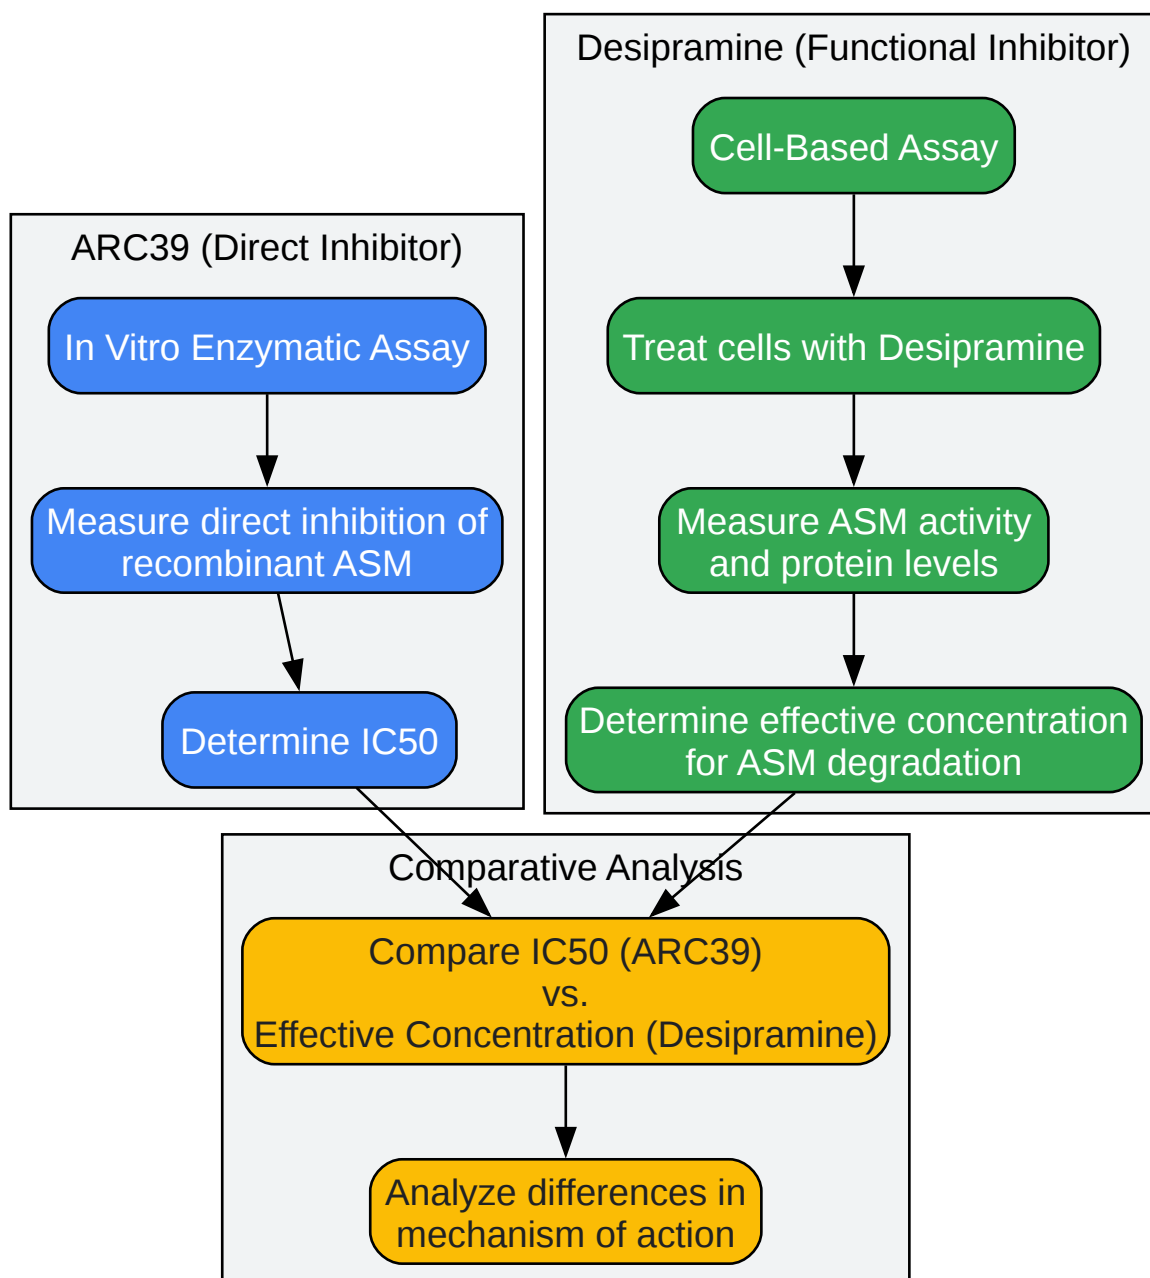 Desipramine (Functional Inhibitor)
Cell-Based Assay
Treat cells with Desipramine
Measure ASM activity
and protein levels
Determine effective concentration
for ASM degradation
ARC39 (Direct Inhibitor)
In Vitro Enzymatic Assay
Measure direct inhibition of
recombinant ASM
Determine IC50
Comparative Analysis
Compare IC50 (ARC39)
vs.
Effective Concentration (Desipramine)
Analyze differences in
mechanism of action